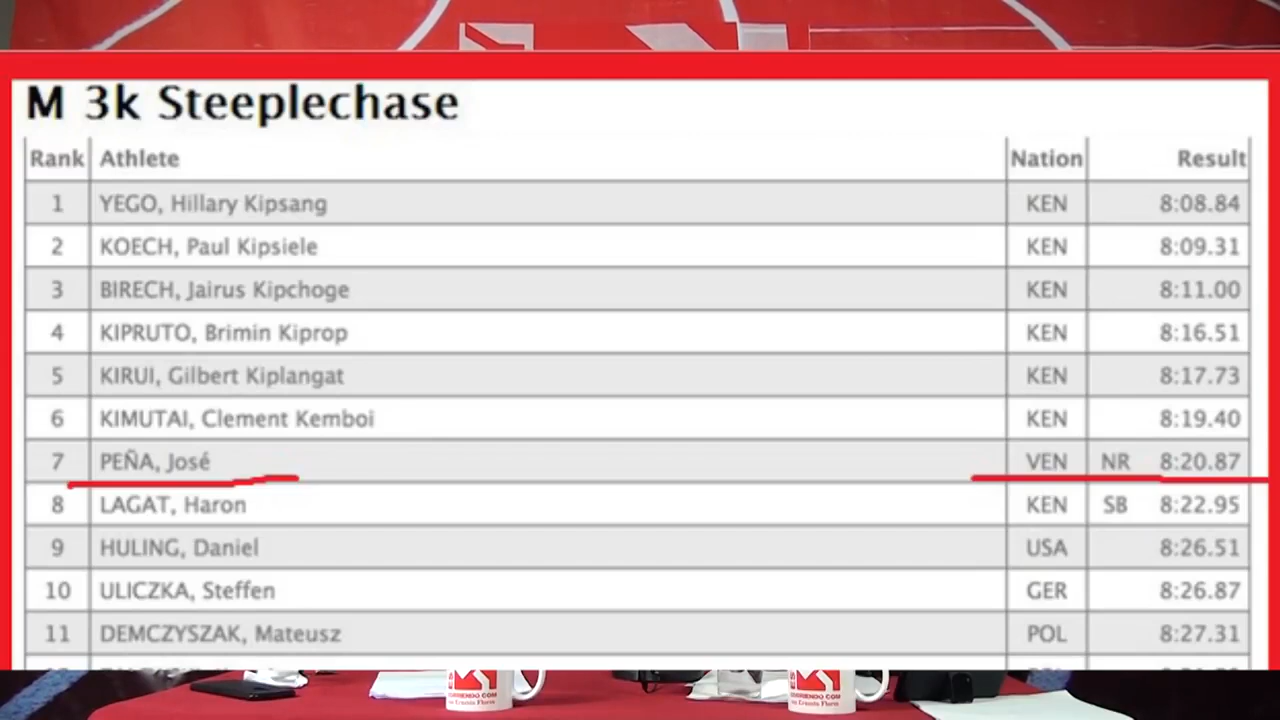 M 3k Steeplechase
Rank Athlete Nation Result
1 YEGO, Hillary Kipsang KEN 8:08.84
2 KOECH, Paul Kipsiele KEN 8:09.31
3 BIRECH, Jairus Kipchoge KEN 8:11.00
4 KIPRUTO, Brimin Kiprop KEN 8:16.51
5 KIRUI, Gilbert Kiplangat KEN 8:17.73
6 KIMUTAI, Clement Kemboi KEN 8:19.40
7 PEÑA, José VEN NR 8:20.87
8 LAGAT, Haron KEN SB 8:22.95
9 HULING, Daniel USA 8:26.51
10 ULICZKA, Steffen GER 8:26.87
11 DEMCZYSZAK, Mateusz POL 8:27.31